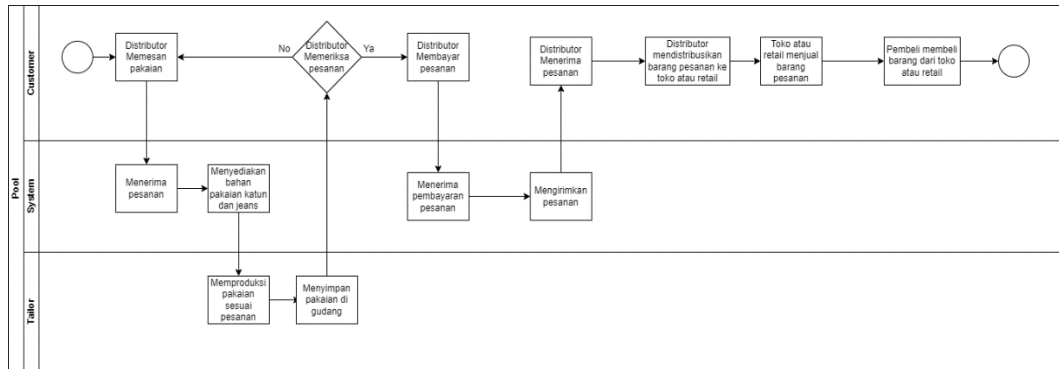 Pool
Customer
Distributor
Memesan
pakaian
No
Distributor
Memeriksa
pesanan
Ya
Distributor
Membayar
pesanan
Distributor
Menerima
pesanan
Distributor
mendistribusikan
barang pesanan ke
toko atau retail
Toko atau
retail menjual
barang
pesanan
Pembeli membeli
barang dari toko
atau retail
System
Menerima
pesanan
Menyediakan
bahan
pakaian katun
dan jeans
Menerima
pembayaran
pesanan
Mengirimkan
pesanan
Tailor
Memproduksi
pakaian
sesuai
pesanan
Menyimpan
pakaian di
gudang